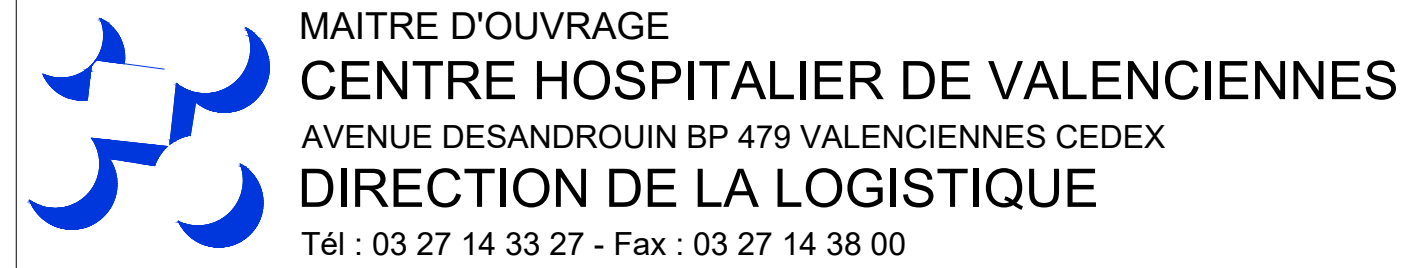 MAITRE D'OUVRAGE
CENTRE HOSPITALIER DE VALENCIENNES
AVENUE DESANDROUIN BP 479 VALENCIENNES CEDEX
DIRECTION DE LA LOGISTIQUE
Tél : 03 27 14 33 27 - Fax : 03 27 14 38 00